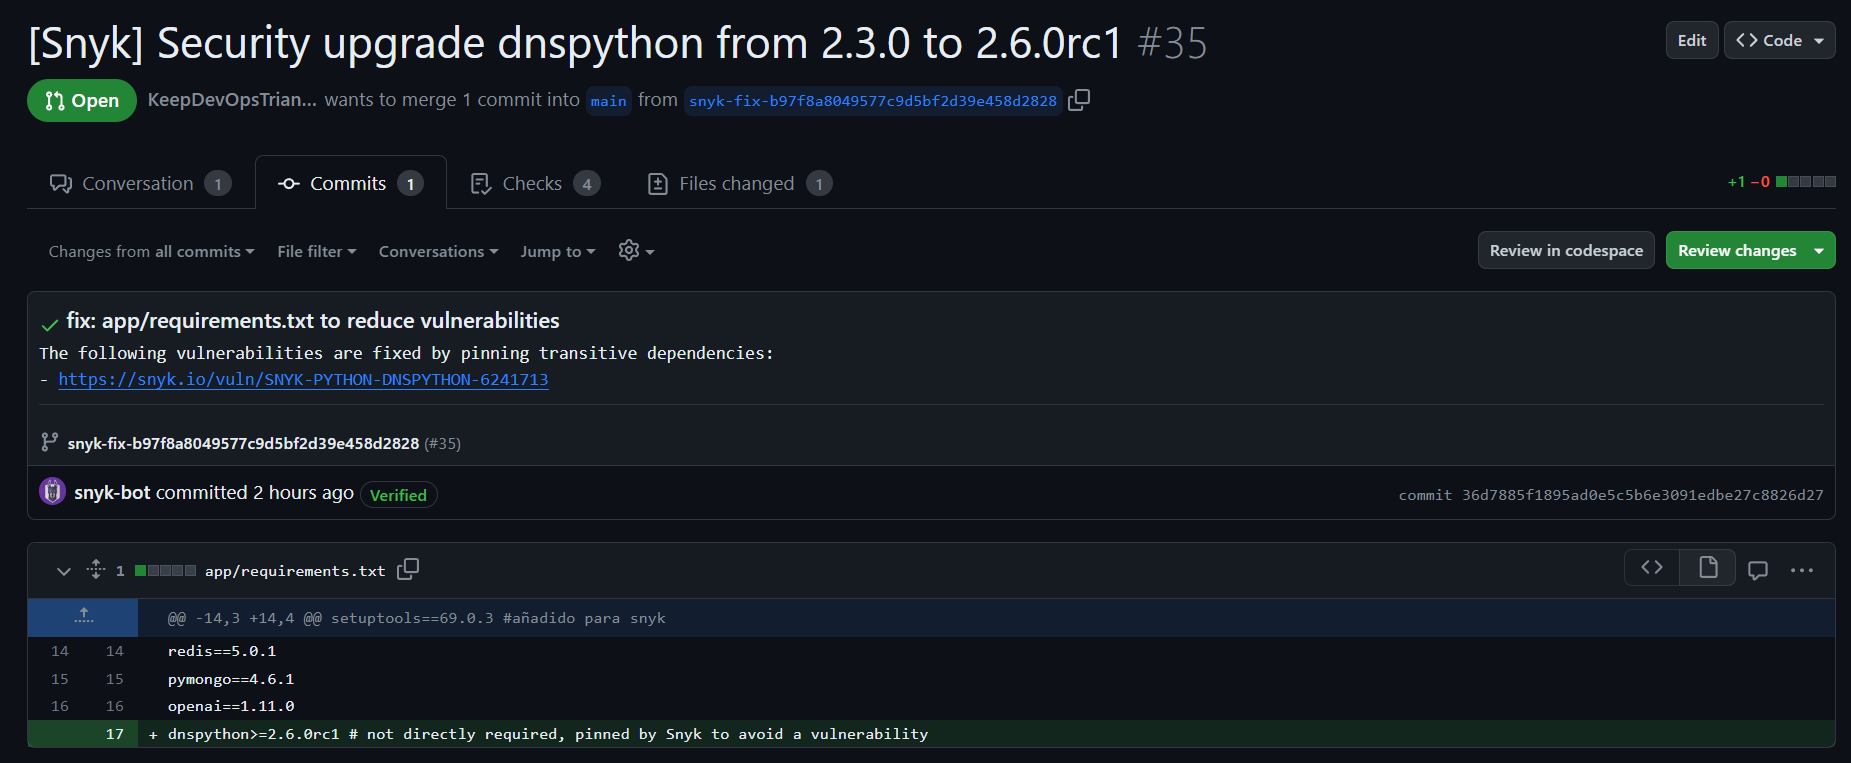 [Snyk] Security upgrade dnspython from 2.3.0 to 2.6.0rc1 #35
Edit
<> Code
Open
KeepDevOpsTrian... wants to merge 1 commit into main from snyk-fix-b97f8a8049577c9d5bf2d39e458d2828
Conversation 1
Commits 1
Checks 4
Files changed 1
+1 −0
Changes from all commits
File filter
Conversations
Jump to
Review in codespace
Review changes
fix: app/requirements.txt to reduce vulnerabilities
The following vulnerabilities are fixed by pinning transitive dependencies:
- https://snyk.io/vuln/SNYK-PYTHON-DNSPYTHON-6241713
snyk-fix-b97f8a8049577c9d5bf2d39e458d2828 (#35)
snyk-bot committed 2 hours ago Verified
commit 36d7885f1895ad0e5c5b6e3091edbe27c8826d27
1 app/requirements.txt
@@ -14,3 +14,4 @@ setuptools==69.0.3 #añadido para snyk
14 14 redis==5.0.1
15 15 pymongo==4.6.1
16 16 openai==1.11.0
17 + dnspython>=2.6.0rc1 # not directly required, pinned by Snyk to avoid a vulnerability